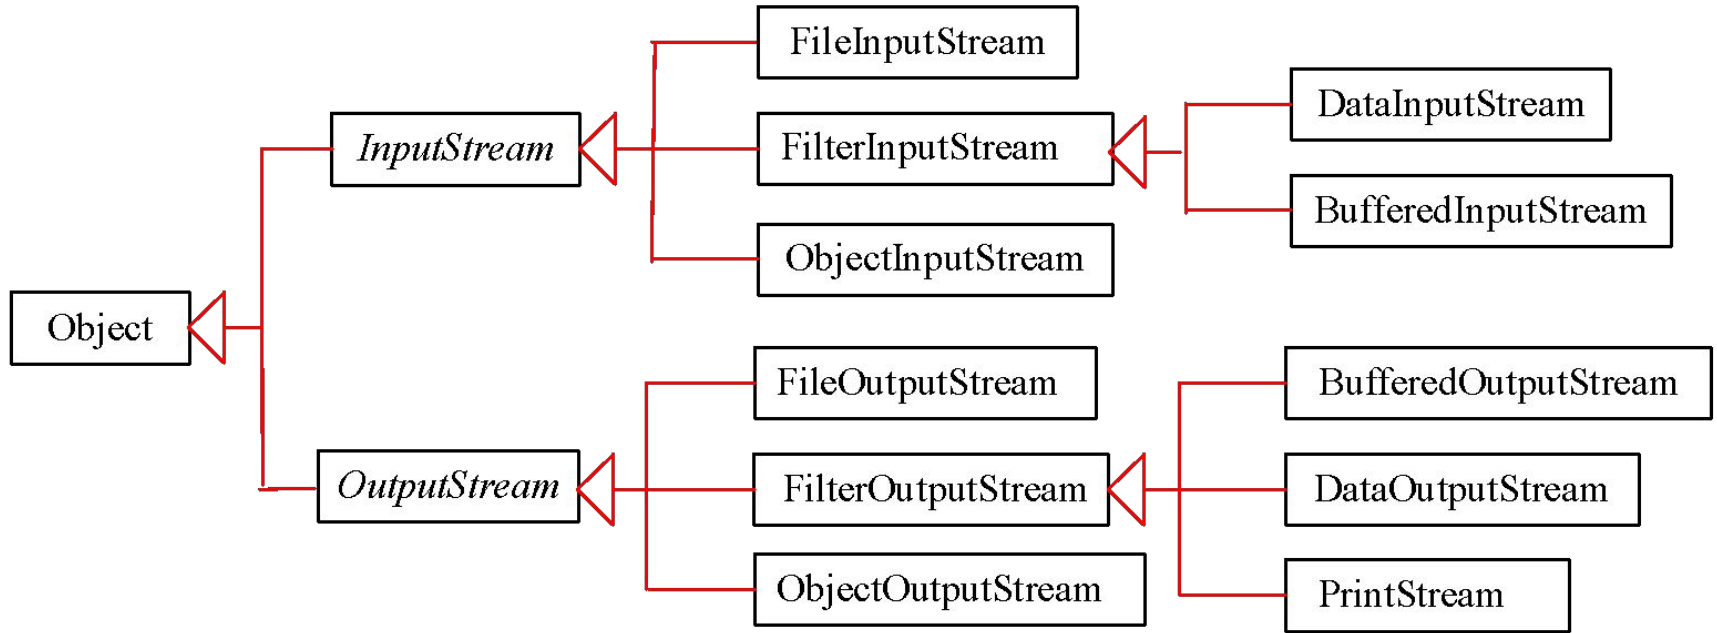 Object
InputStream
OutputStream
FileInputStream
FilterInputStream
ObjectInputStream
FileOutputStream
FilterOutputStream
ObjectOutputStream
DataInputStream
BufferedInputStream
BufferedOutputStream
DataOutputStream
PrintStream